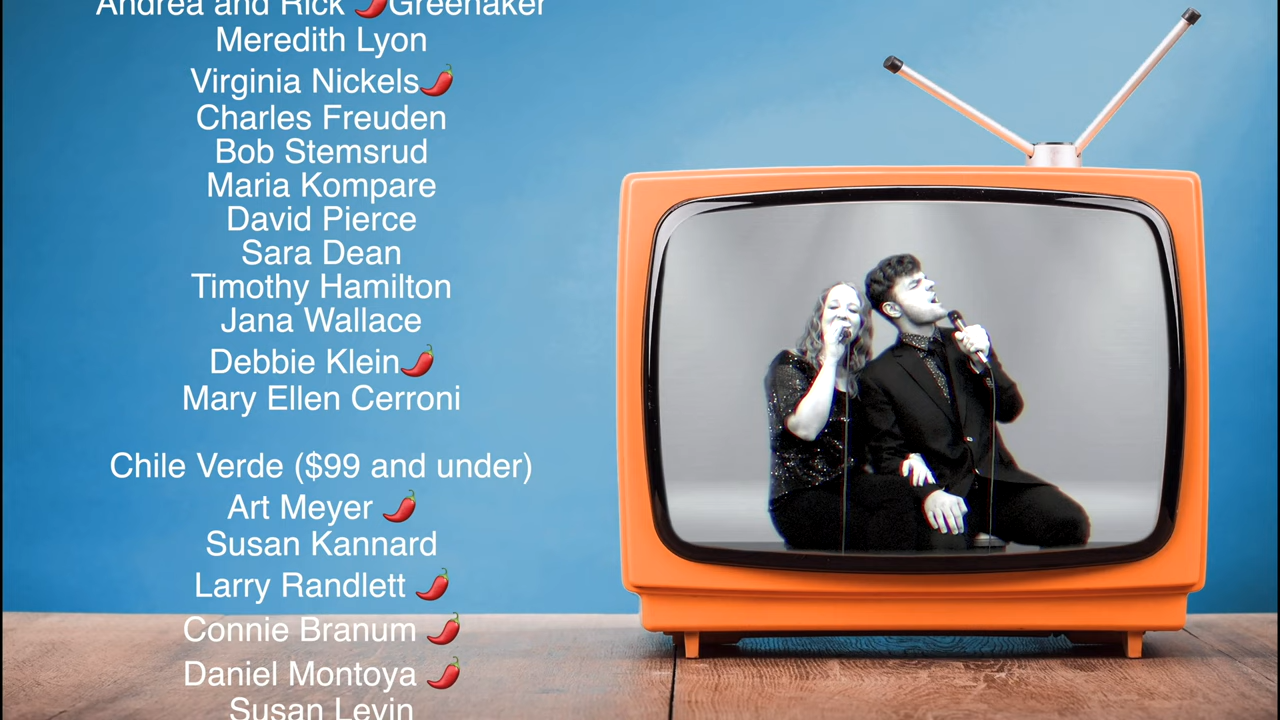 Andrea and Rick 🌶️Greenaker
Meredith Lyon
Virginia Nickels🌶️
Charles Freuden
Bob Stemsrud
Maria Kompare
David Pierce
Sara Dean
Timothy Hamilton
Jana Wallace
Debbie Klein🌶️
Mary Ellen Cerroni
Chile Verde ($99 and under)
Art Meyer 🌶️
Susan Kannard
Larry Randlett 🌶️
Connie Branum 🌶️
Daniel Montoya 🌶️
Susan Levin